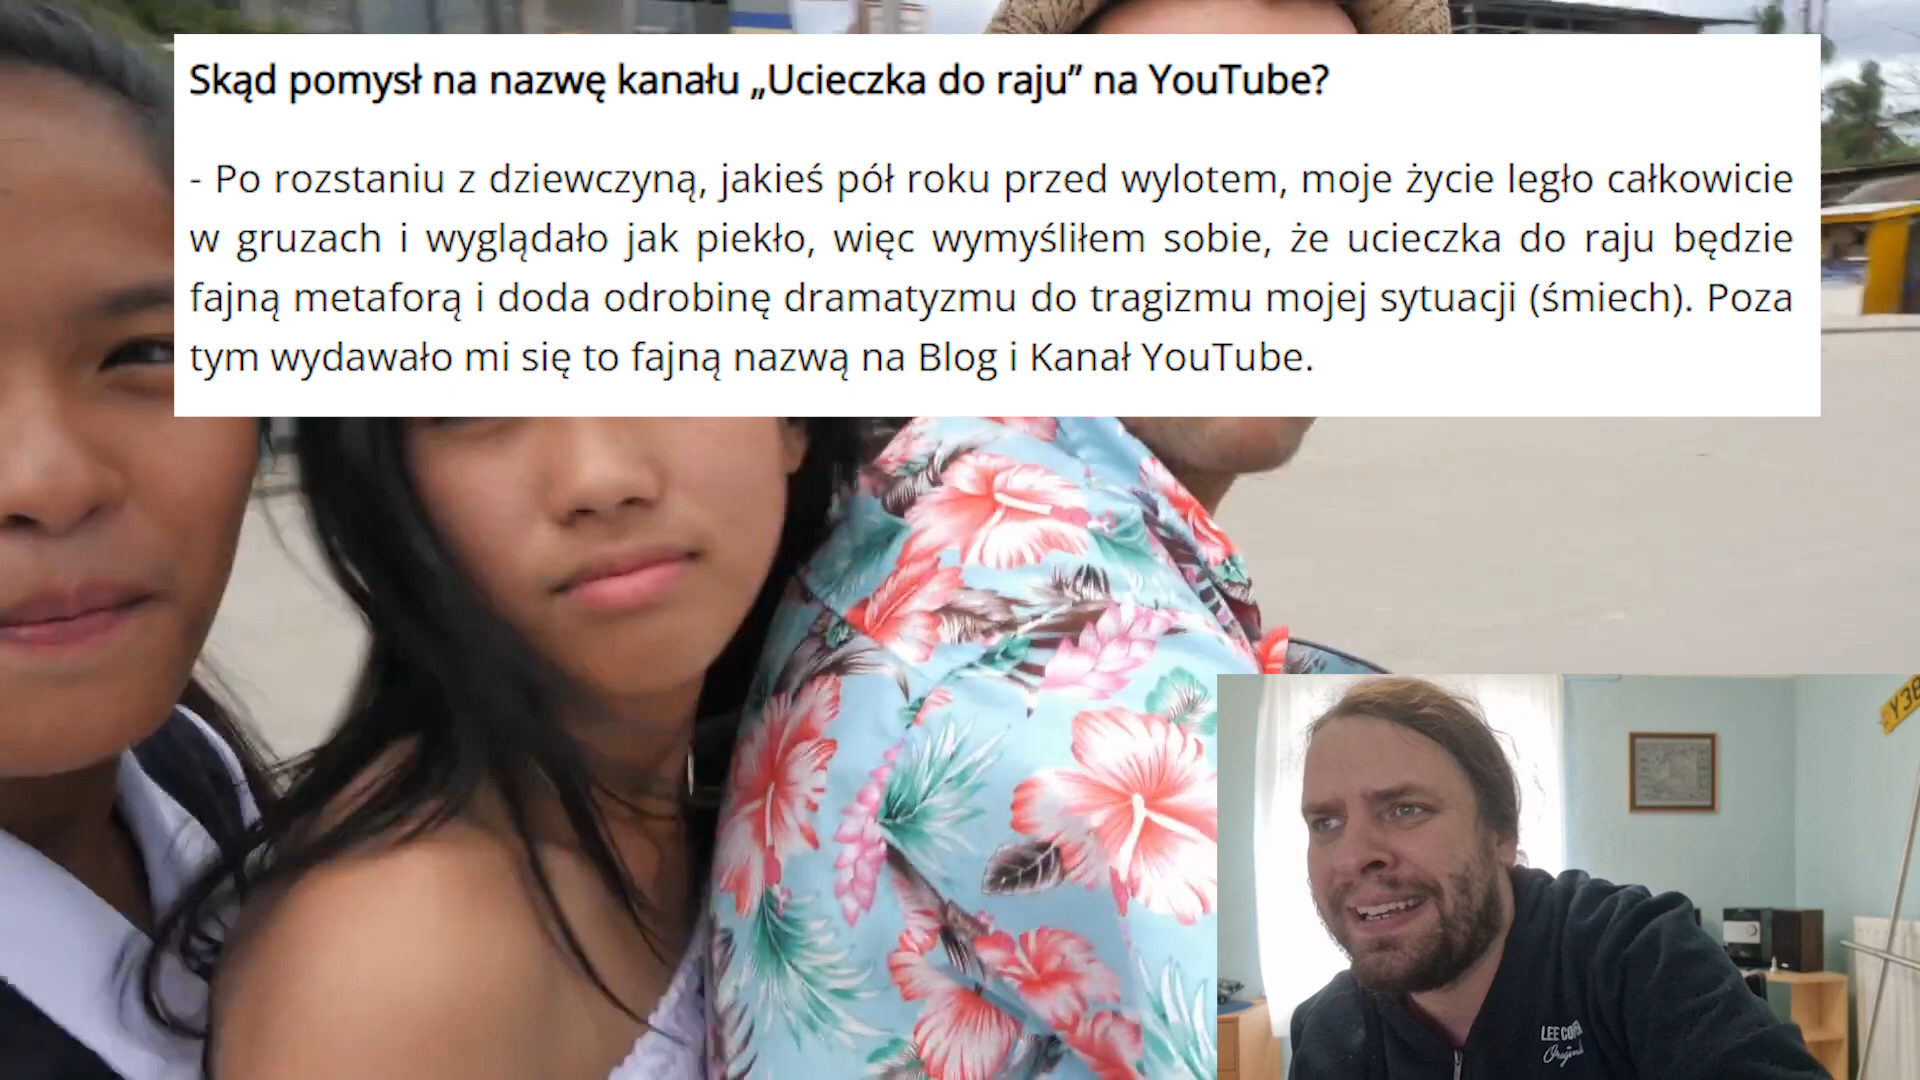 Skąd pomysł na nazwę kanału „Ucieczka do raju” na YouTube?
- Po rozstaniu z dziewczyną, jakieś pół roku przed wylotem, moje życie legło całkowicie
w gruzach i wyglądało jak piekło, więc wymyśliłem sobie, że ucieczka do raju będzie
fajną metaforą i doda odrobinę dramatyzmu do tragizmu mojej sytuacji (śmiech). Poza
tym wydawało mi się to fajną nazwą na Blog i Kanał YouTube.
LEE COOPER
Originals